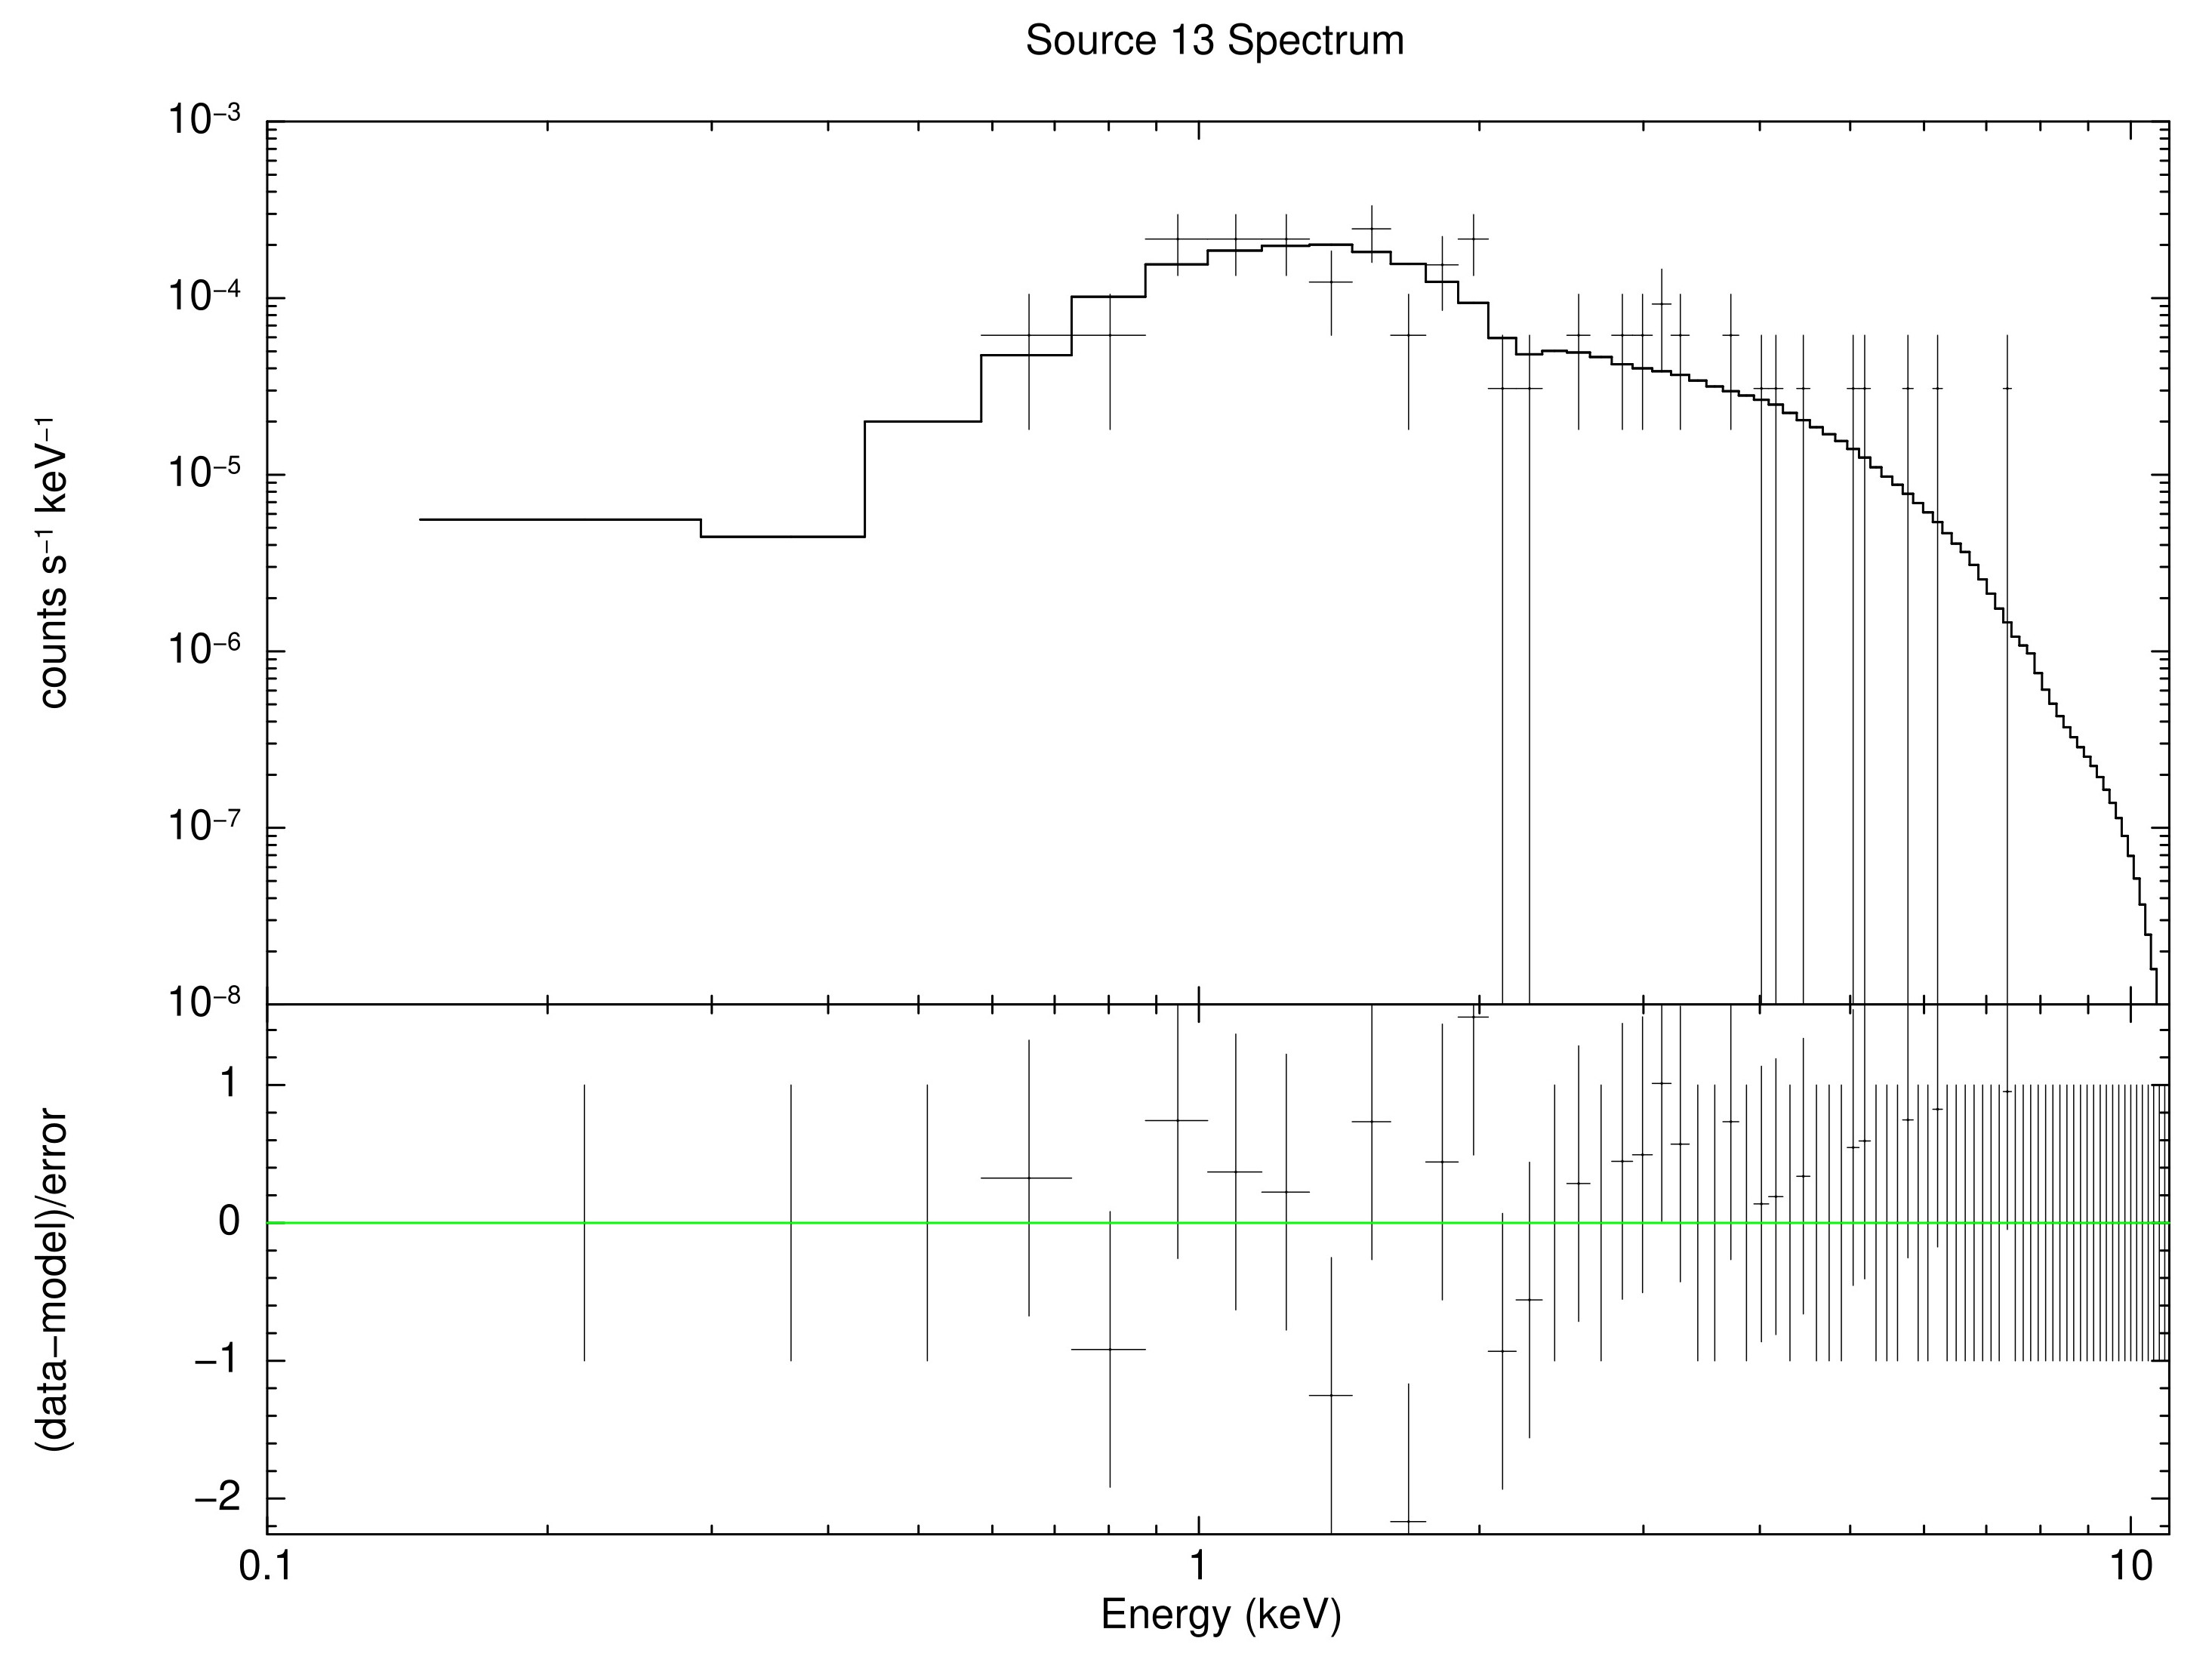 Source 13 Spectrum
10⁻³
10⁻⁴
10⁻⁵
10⁻⁶
10⁻⁷
10⁻⁸
counts s⁻¹ keV⁻¹
1
0
−1
−2
(data−model)/error
0.1 1 10
Energy (keV)